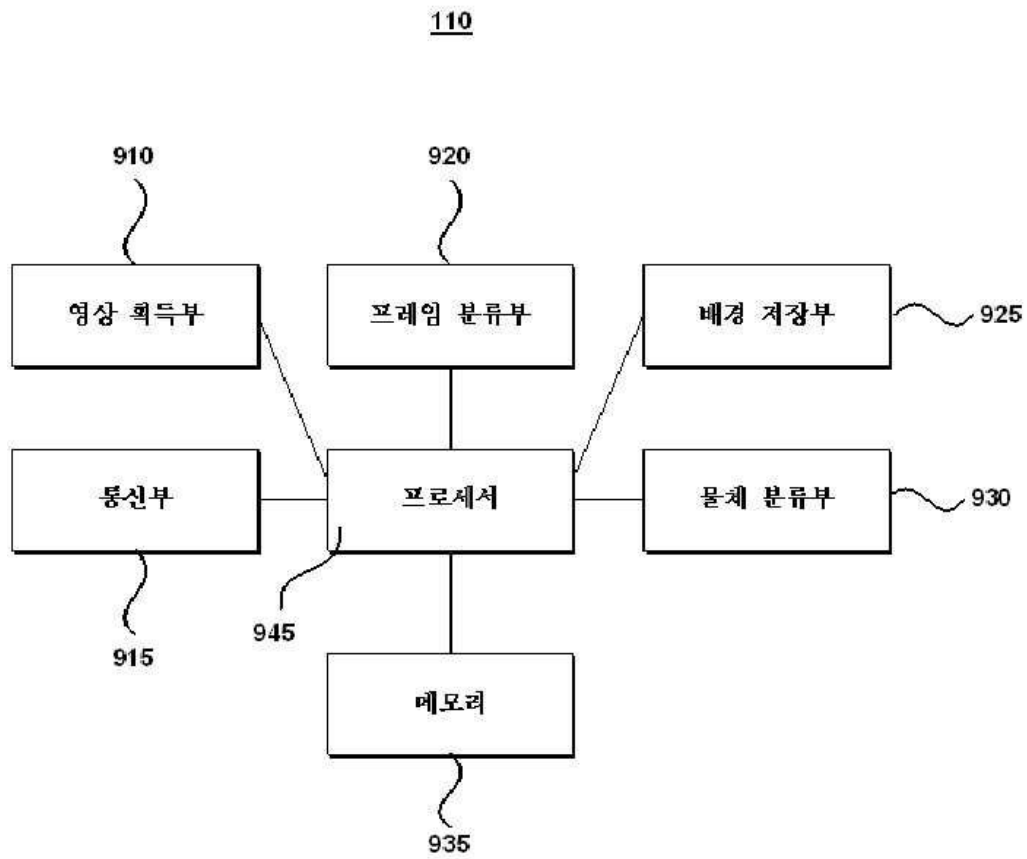 110
910
920
영상 획득부
프레임 분류부
배경 저장부
925
통신부
프로세서
물체 분류부
930
945
915
메모리
935